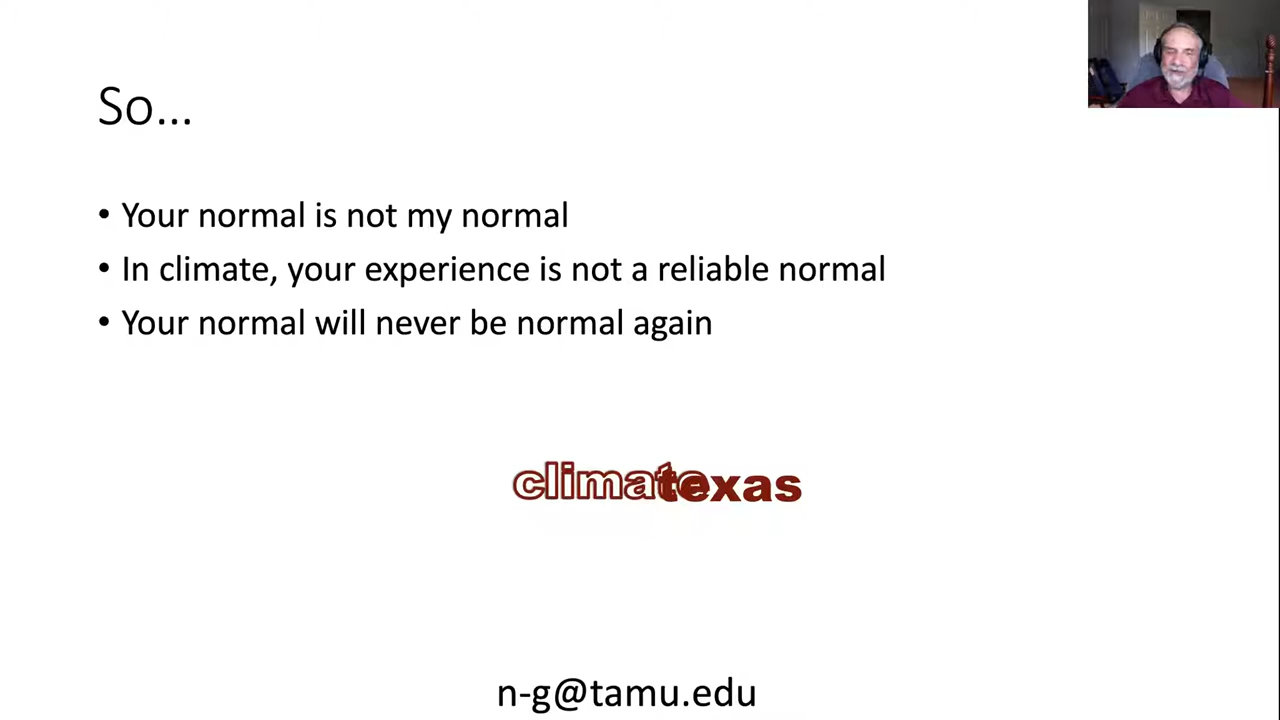 So...
• Your normal is not my normal
• In climate, your experience is not a reliable normal
• Your normal will never be normal again
climatexas
n-g@tamu.edu